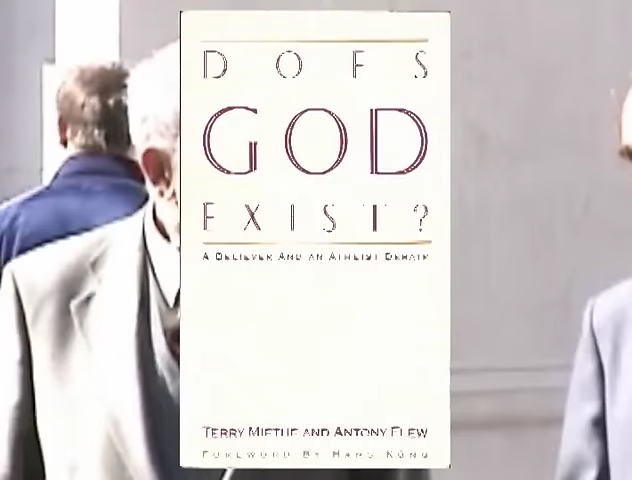 DOES
GOD
EXIST?
A BELIEVER AND AN ATHEIST DEBATE
TERRY MIETHE AND ANTONY FLEW
FOREWORD BY HANS KÜNG